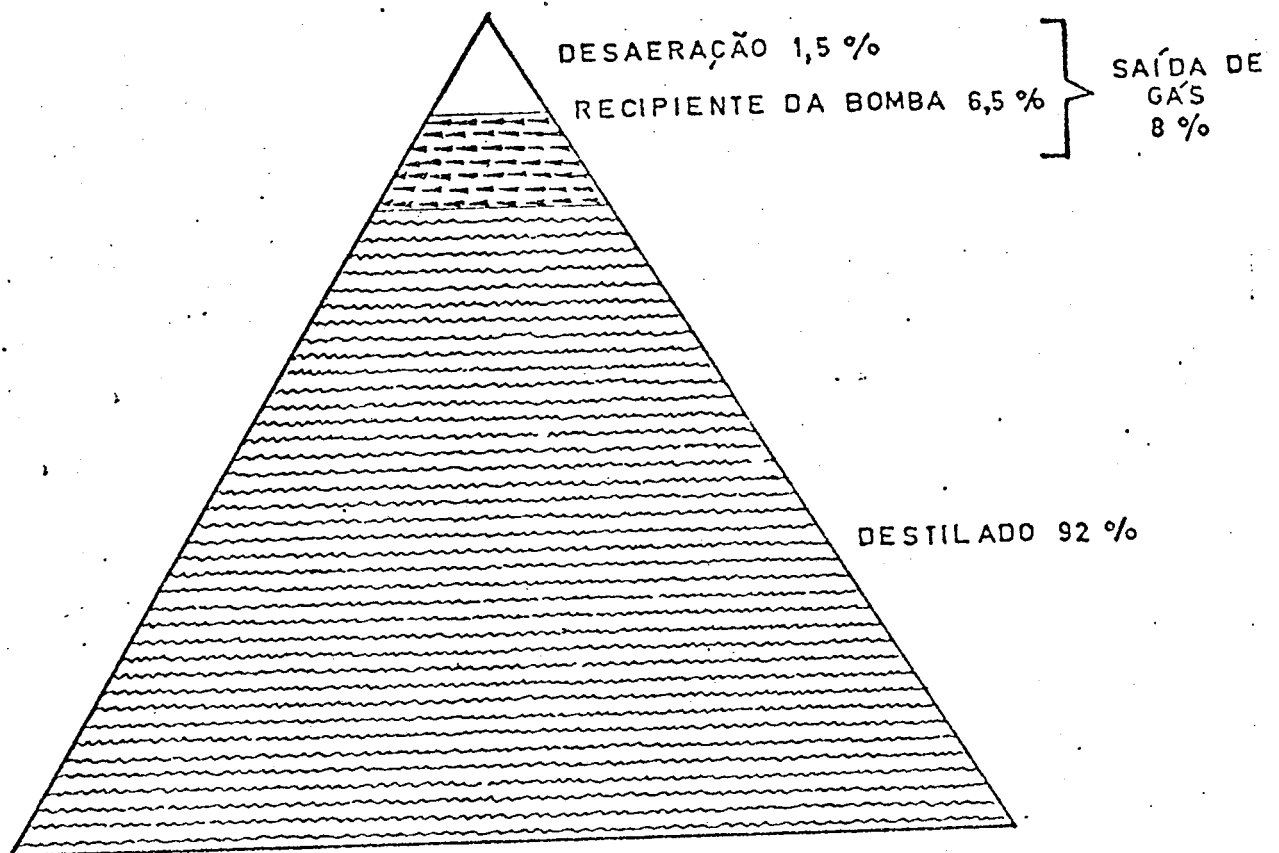 DESAERAÇÃO 1,5 %
RECIPIENTE DA BOMBA 6,5 %
SAÍDA DE
GÁS
8 %
DESTILADO 92 %